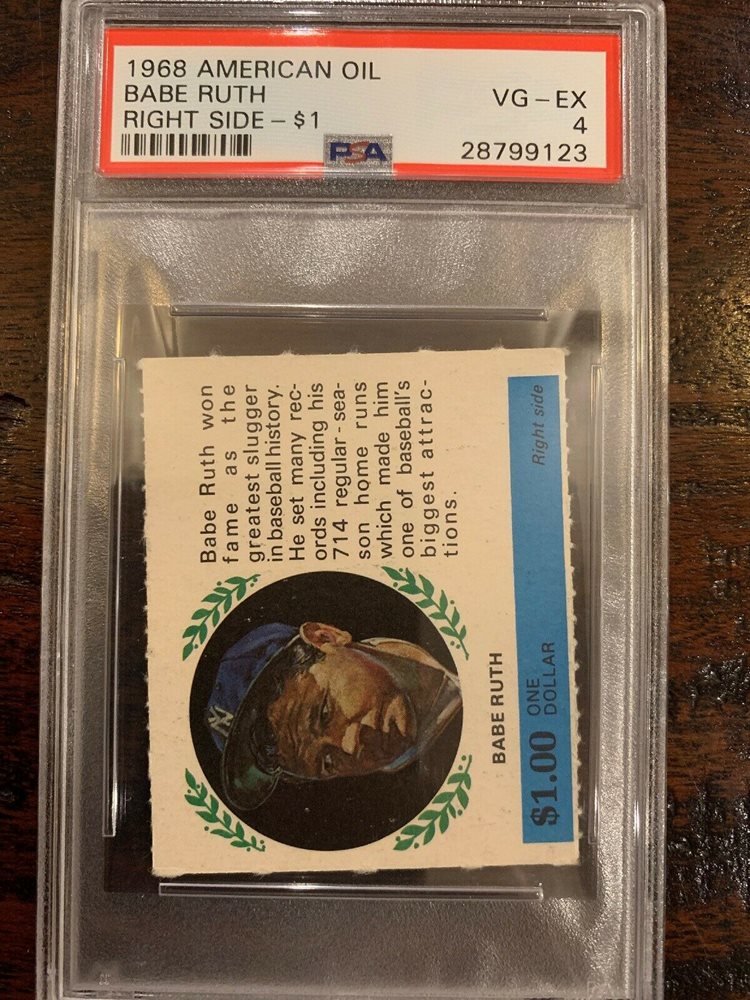 1968 AMERICAN OIL
BABE RUTH
RIGHT SIDE - $1
VG - EX
4
PSA
28799123
Babe Ruth won
fame as the
greatest slugger
in baseball history.
He set many rec-
ords including his
714 regular - sea-
son home runs
which made him
one of baseball's
biggest attrac-
tions.
NY
BABE RUTH
$1.00 ONE
DOLLAR
Right side